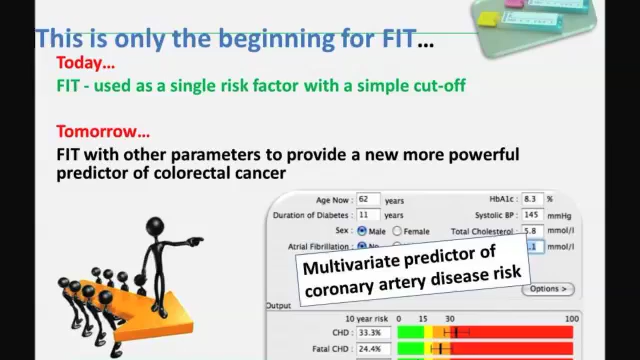 This is only the beginning for FIT...
Today...
FIT - used as a single risk factor with a simple cut-off
Tomorrow...
FIT with other parameters to provide a new more powerful
predictor of colorectal cancer
Age Now: 62 years HbA1c: 8.3 %
Duration of Diabetes: 11 years Systolic BP: 145 mmHg
Sex: Male Female Total Cholesterol: 5.8 mmol/l
Atrial Fibrillation: No .1 mmol/l
Multivariate predictor of
coronary artery disease risk
Options >
Output
10 year risk 0 15 30 100
CHD: 33.3%
Fatal CHD: 24.4%